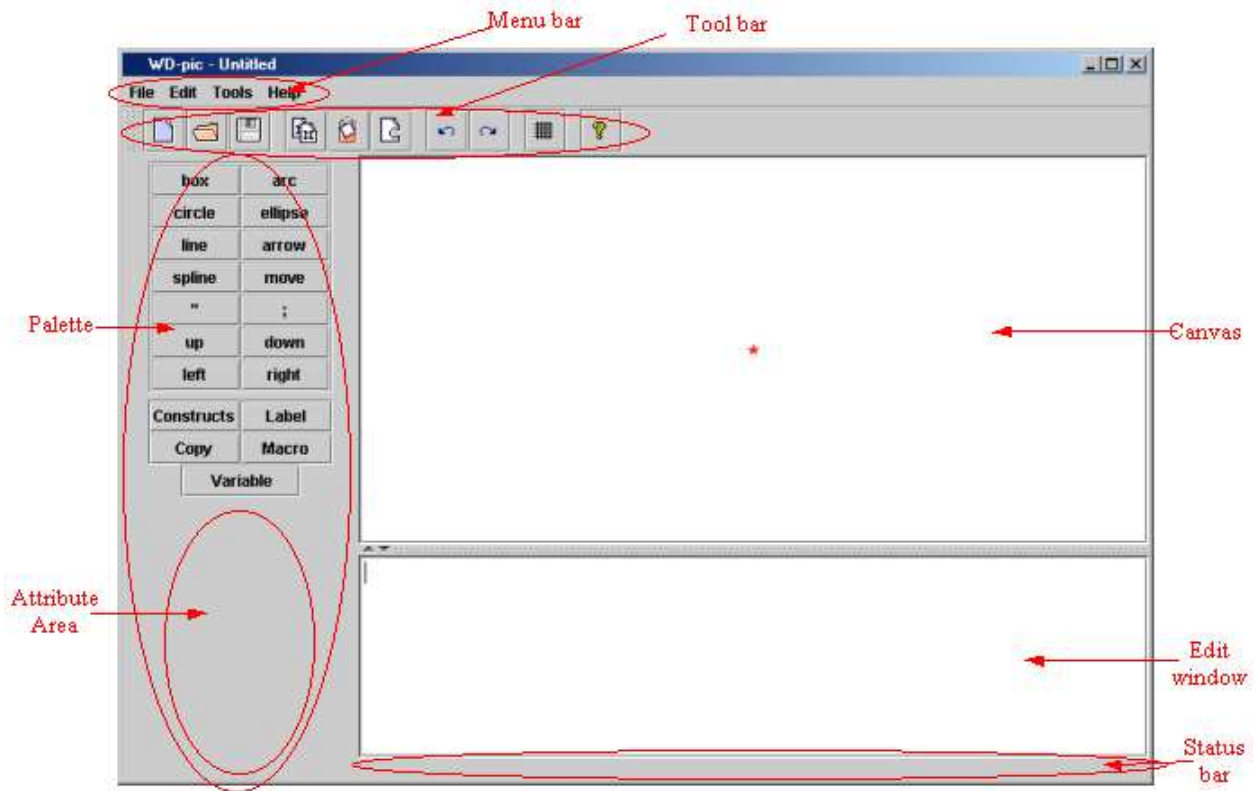 Menu bar
Tool bar
WD-pic - Untitled
File Edit Tools Help
box arc
circle ellipse
line arrow
spline move
" ;
Palette
Canvas
up down
left right
Constructs Label
Copy Macro
Variable
Attribute
Area
Edit
window
Status
bar